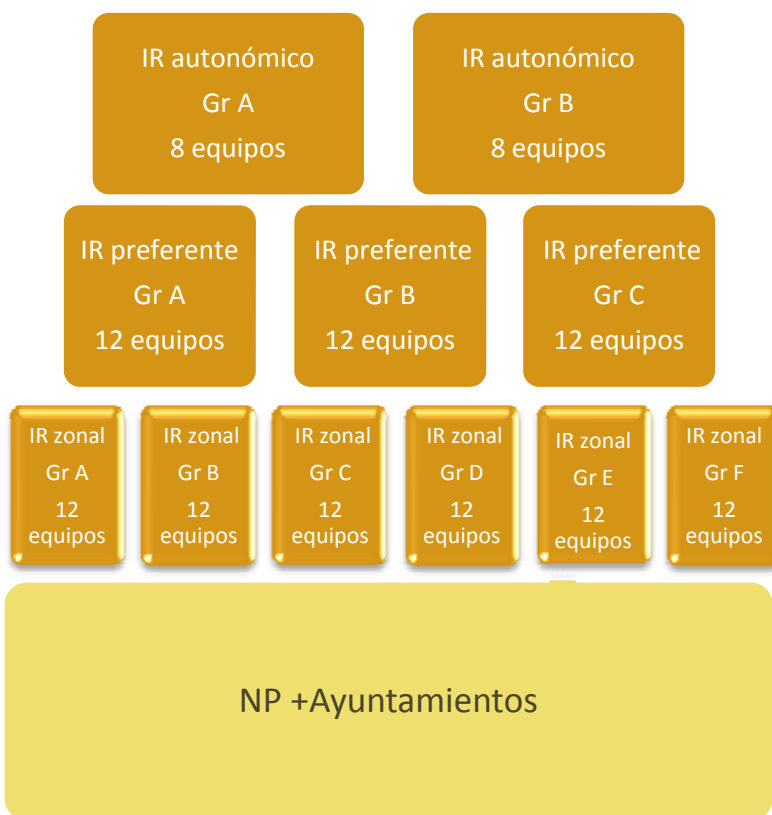 IR autonómico
Gr A
8 equipos
IR autonómico
Gr B
8 equipos
IR preferente
Gr A
12 equipos
IR preferente
Gr B
12 equipos
IR preferente
Gr C
12 equipos
IR zonal
Gr A
12
equipos
IR zonal
Gr B
12
equipos
IR zonal
Gr C
12
equipos
IR zonal
Gr D
12
equipos
IR zonal
Gr E
12
equipos
IR zonal
Gr F
12
equipos
NP +Ayuntamientos